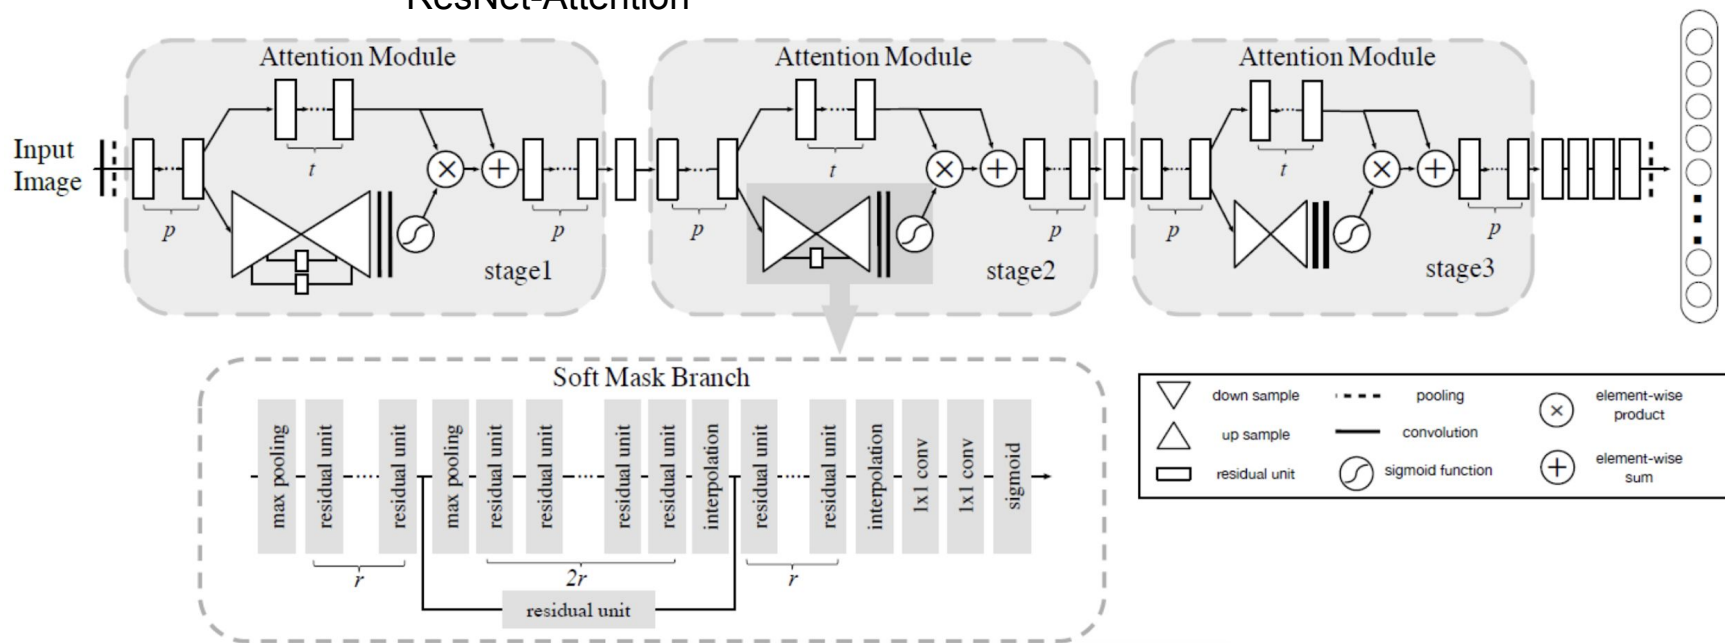 ResNet-Attention
Attention Module
Attention Module
Attention Module
Input
Image
t
t
t
p
p
p
p
p
p
stage1
stage2
stage3
Soft Mask Branch
max pooling
residual unit
residual unit
max pooling
residual unit
residual unit
residual unit
residual unit
interpolation
residual unit
residual unit
interpolation
1x1 conv
1x1 conv
sigmoid
r
2r
r
residual unit
down sample
pooling
element-wise
product
up sample
convolution
residual unit
sigmoid function
element-wise
sum